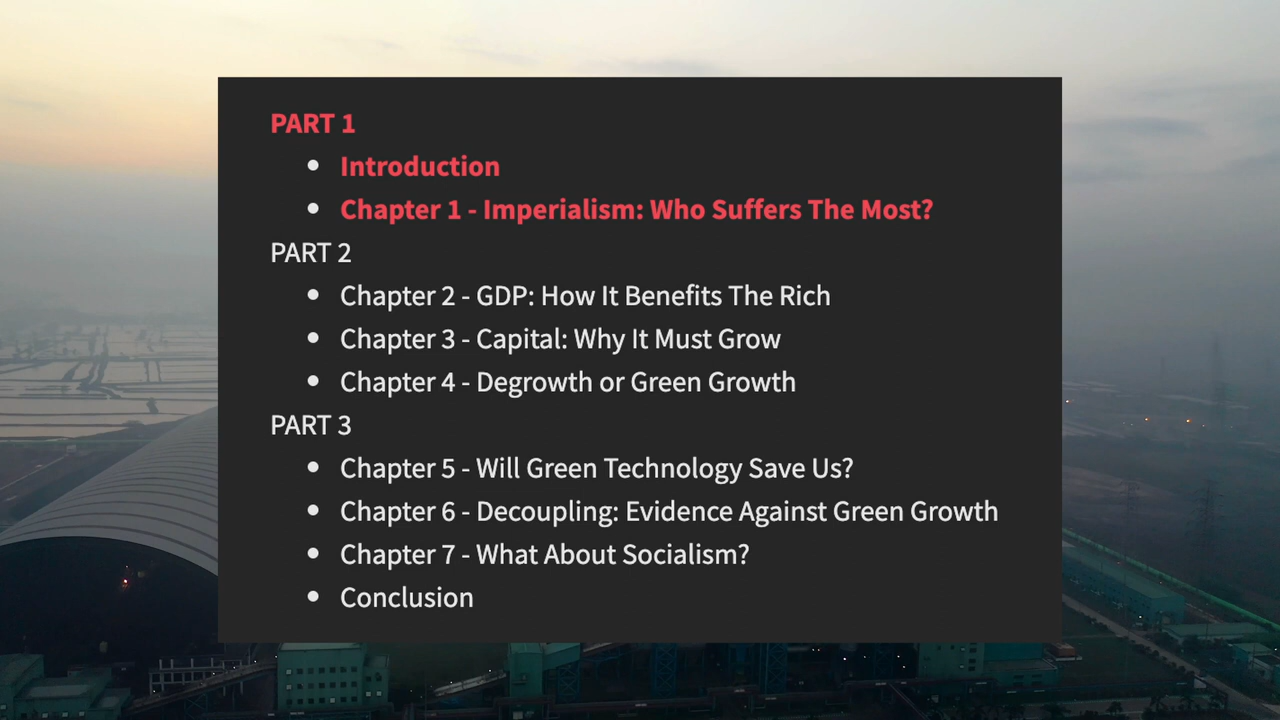 PART 1
Introduction
Chapter 1 - Imperialism: Who Suffers The Most?
PART 2
Chapter 2 - GDP: How It Benefits The Rich
Chapter 3 - Capital: Why It Must Grow
Chapter 4 - Degrowth or Green Growth
PART 3
Chapter 5 - Will Green Technology Save Us?
Chapter 6 - Decoupling: Evidence Against Green Growth
Chapter 7 - What About Socialism?
Conclusion